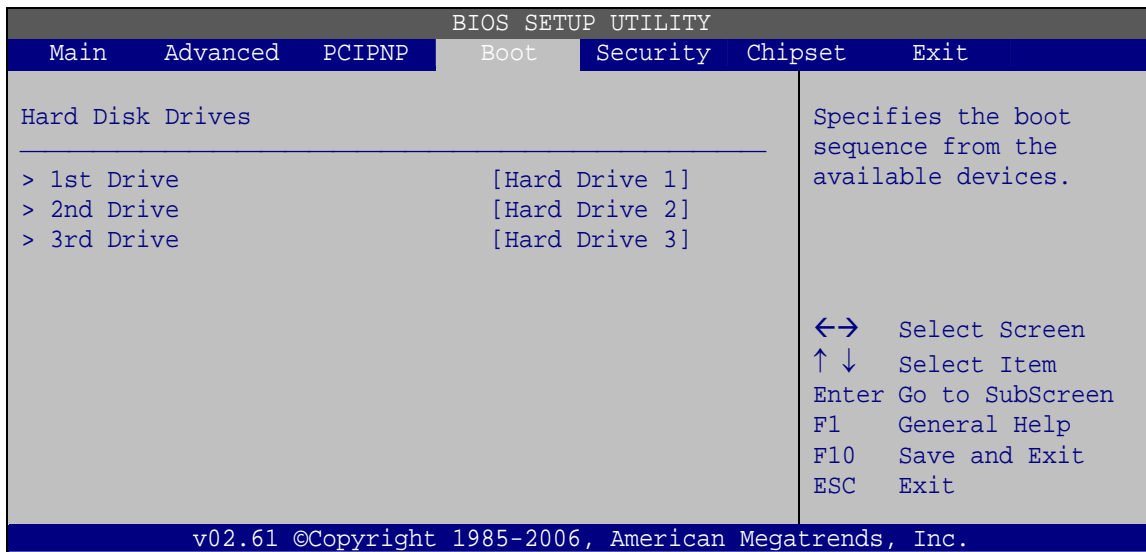 BIOS SETUP UTILITY
Main Advanced PCIPNP Boot Security Chipset Exit
Hard Disk Drives
> 1st Drive [Hard Drive 1]
> 2nd Drive [Hard Drive 2]
> 3rd Drive [Hard Drive 3]
Specifies the boot
sequence from the
available devices.
←→ Select Screen
↑ ↓ Select Item
Enter Go to SubScreen
F1 General Help
F10 Save and Exit
ESC Exit
v02.61 ©Copyright 1985-2006, American Megatrends, Inc.